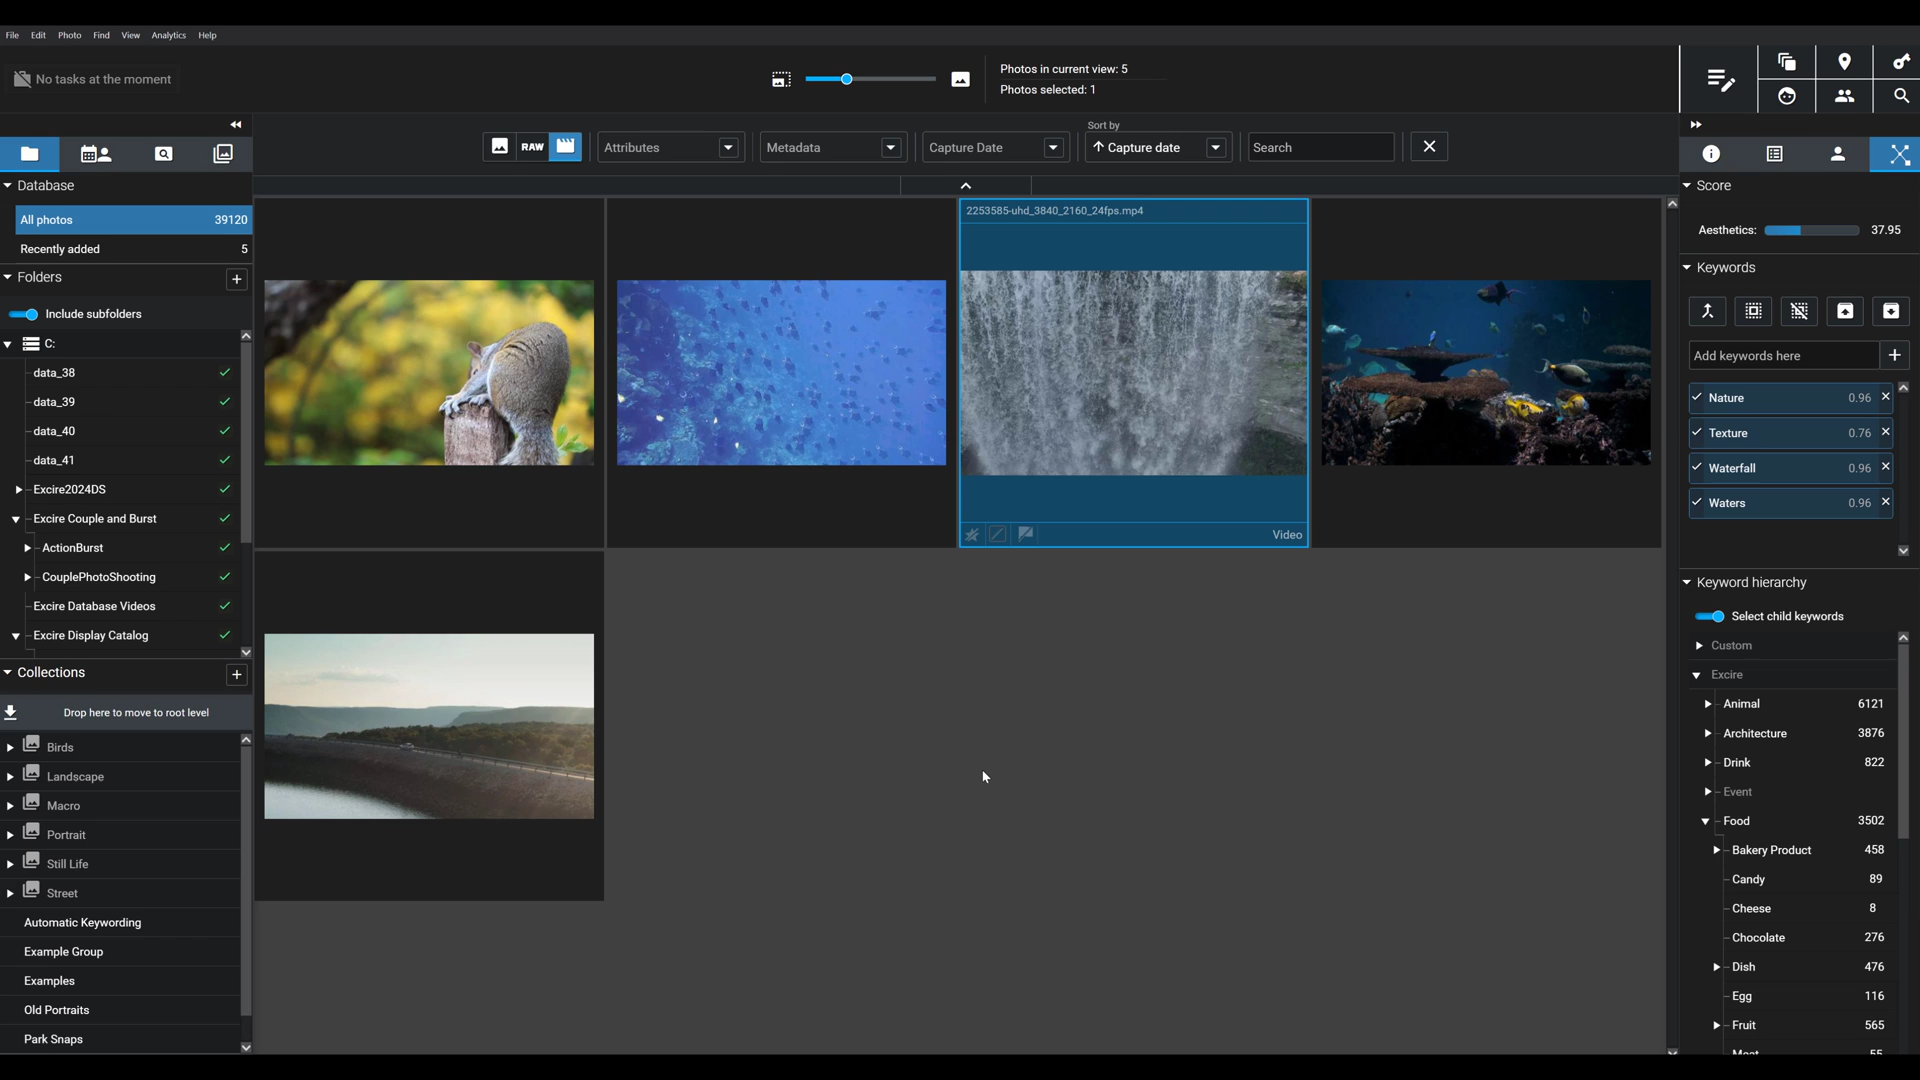 File Edit Photo Find View Analytics Help
No tasks at the moment
Photos in current view: 5
Photos selected: 1
RAW Attributes Metadata Capture Date Sort by Capture date Search
Database
All photos 39120
Recently added 5
Folders
Include subfolders
C:
data_38
data_39
data_40
data_41
Excire2024DS
Excire Couple and Burst
ActionBurst
CouplePhotoShooting
Excire Database Videos
Excire Display Catalog
Collections
Drop here to move to root level
Birds
Landscape
Macro
Portrait
Still Life
Street
Automatic Keywording
Example Group
Examples
Old Portraits
Park Snaps
2253585-uhd_3840_2160_24fps.mp4
Video
Score
Aesthetics: 37.95
Keywords
Add keywords here
Nature 0.96
Texture 0.76
Waterfall 0.96
Waters 0.96
Keyword hierarchy
Select child keywords
Custom
Excire
Animal 6121
Architecture 3876
Drink 822
Event
Food 3502
Bakery Product 458
Candy 89
Cheese 8
Chocolate 276
Dish 476
Egg 116
Fruit 565